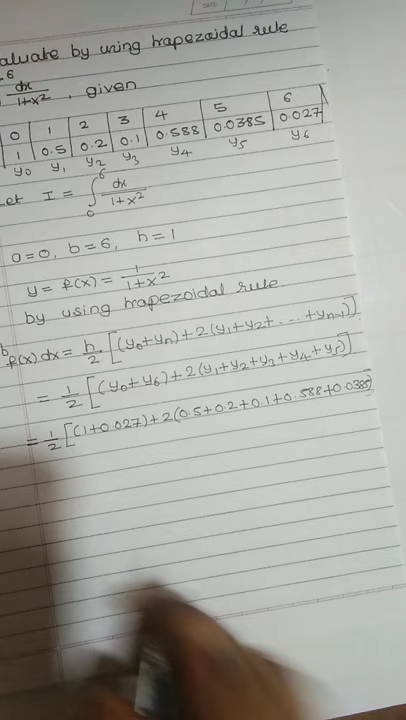 DATE
aluate by using trapezoidal rule
6
dx
1+x² , given
0 1 2 3 4 5 6
1 0.5 0.2 0.1 0.588 0.0385 0.027
y0 y1 y2 y3 y4 y5 y6
Let I = ∫₀⁶ dx/1+x²
a=0, b=6, h=1
y = f(x) = 1/1+x²
by using trapezoidal rule
b f(x) dx = h/2 [(y0+yn)+2(y1+y2+ ... +yn-1)]
= 1/2 [(y0+y6)+2(y1+y2+y3+y4+y5)]
= 1/2 [(1+0.027)+2(0.5+0.2+0.1+0.588+0.0385)